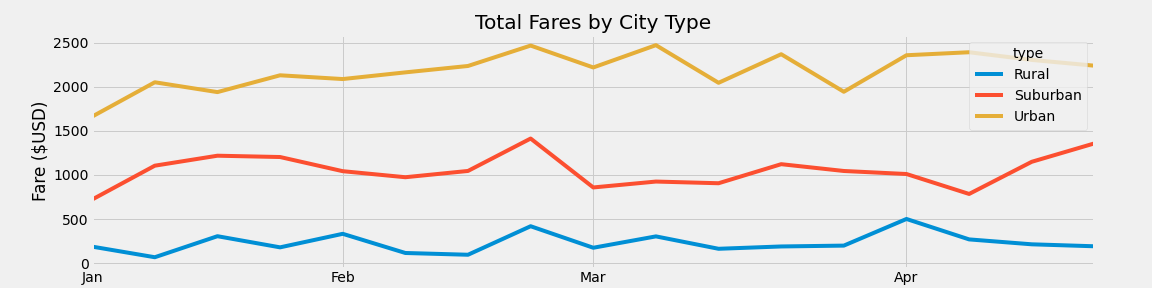 Total Fares by City Type
Fare ($USD)
2500
2000
1500
1000
500
0
Jan
Feb
Mar
Apr
type
Rural
Suburban
Urban